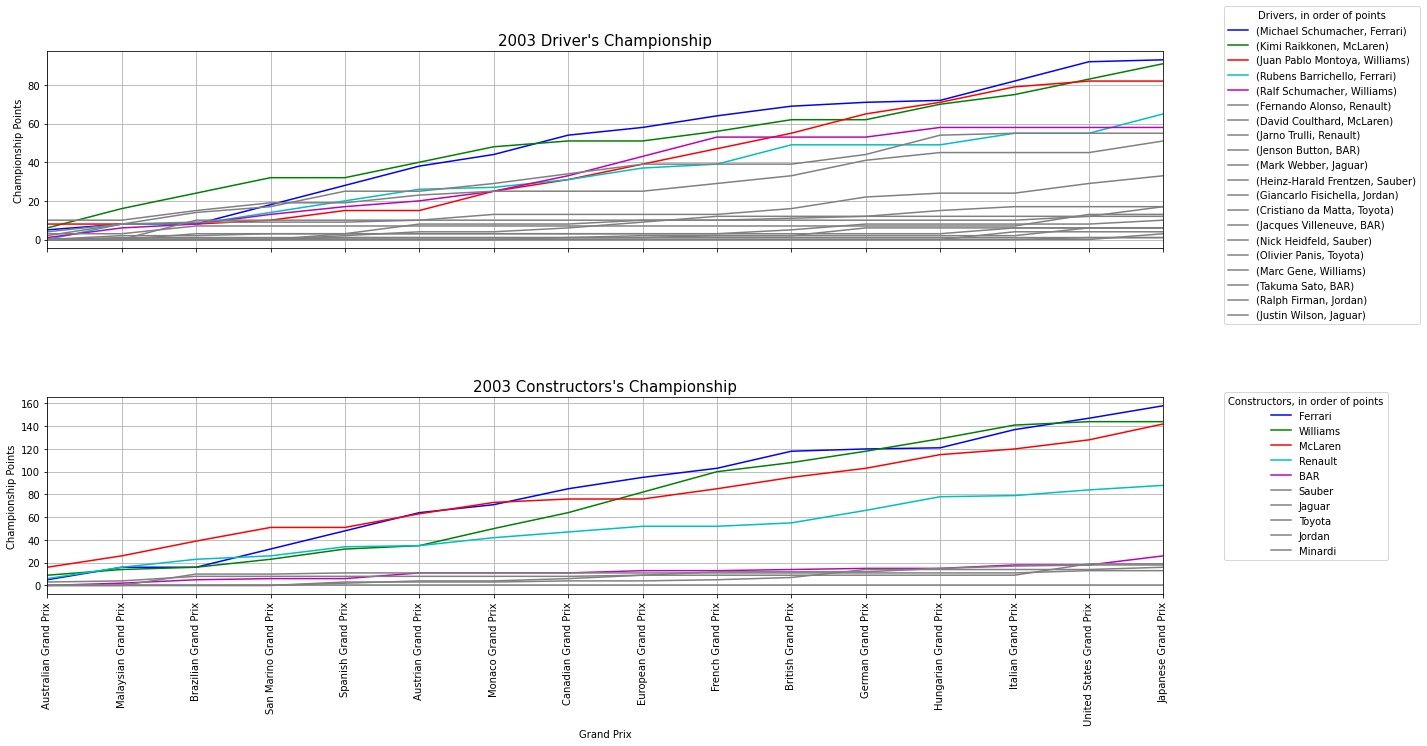 2003 Driver's Championship
Championship Points
80
60
40
20
0
Drivers, in order of points
(Michael Schumacher, Ferrari)
(Kimi Raikkonen, McLaren)
(Juan Pablo Montoya, Williams)
(Rubens Barrichello, Ferrari)
(Ralf Schumacher, Williams)
(Fernando Alonso, Renault)
(David Coulthard, McLaren)
(Jarno Trulli, Renault)
(Jenson Button, BAR)
(Mark Webber, Jaguar)
(Heinz-Harald Frentzen, Sauber)
(Giancarlo Fisichella, Jordan)
(Cristiano da Matta, Toyota)
(Jacques Villeneuve, BAR)
(Nick Heidfeld, Sauber)
(Olivier Panis, Toyota)
(Marc Gene, Williams)
(Takuma Sato, BAR)
(Ralph Firman, Jordan)
(Justin Wilson, Jaguar)
2003 Constructors's Championship
Championship Points
160
140
120
100
80
60
40
20
0
Australian Grand Prix
Malaysian Grand Prix
Brazilian Grand Prix
San Marino Grand Prix
Spanish Grand Prix
Austrian Grand Prix
Monaco Grand Prix
Canadian Grand Prix
European Grand Prix
French Grand Prix
British Grand Prix
German Grand Prix
Hungarian Grand Prix
Italian Grand Prix
United States Grand Prix
Japanese Grand Prix
Grand Prix
Constructors, in order of points
Ferrari
Williams
McLaren
Renault
BAR
Sauber
Jaguar
Toyota
Jordan
Minardi